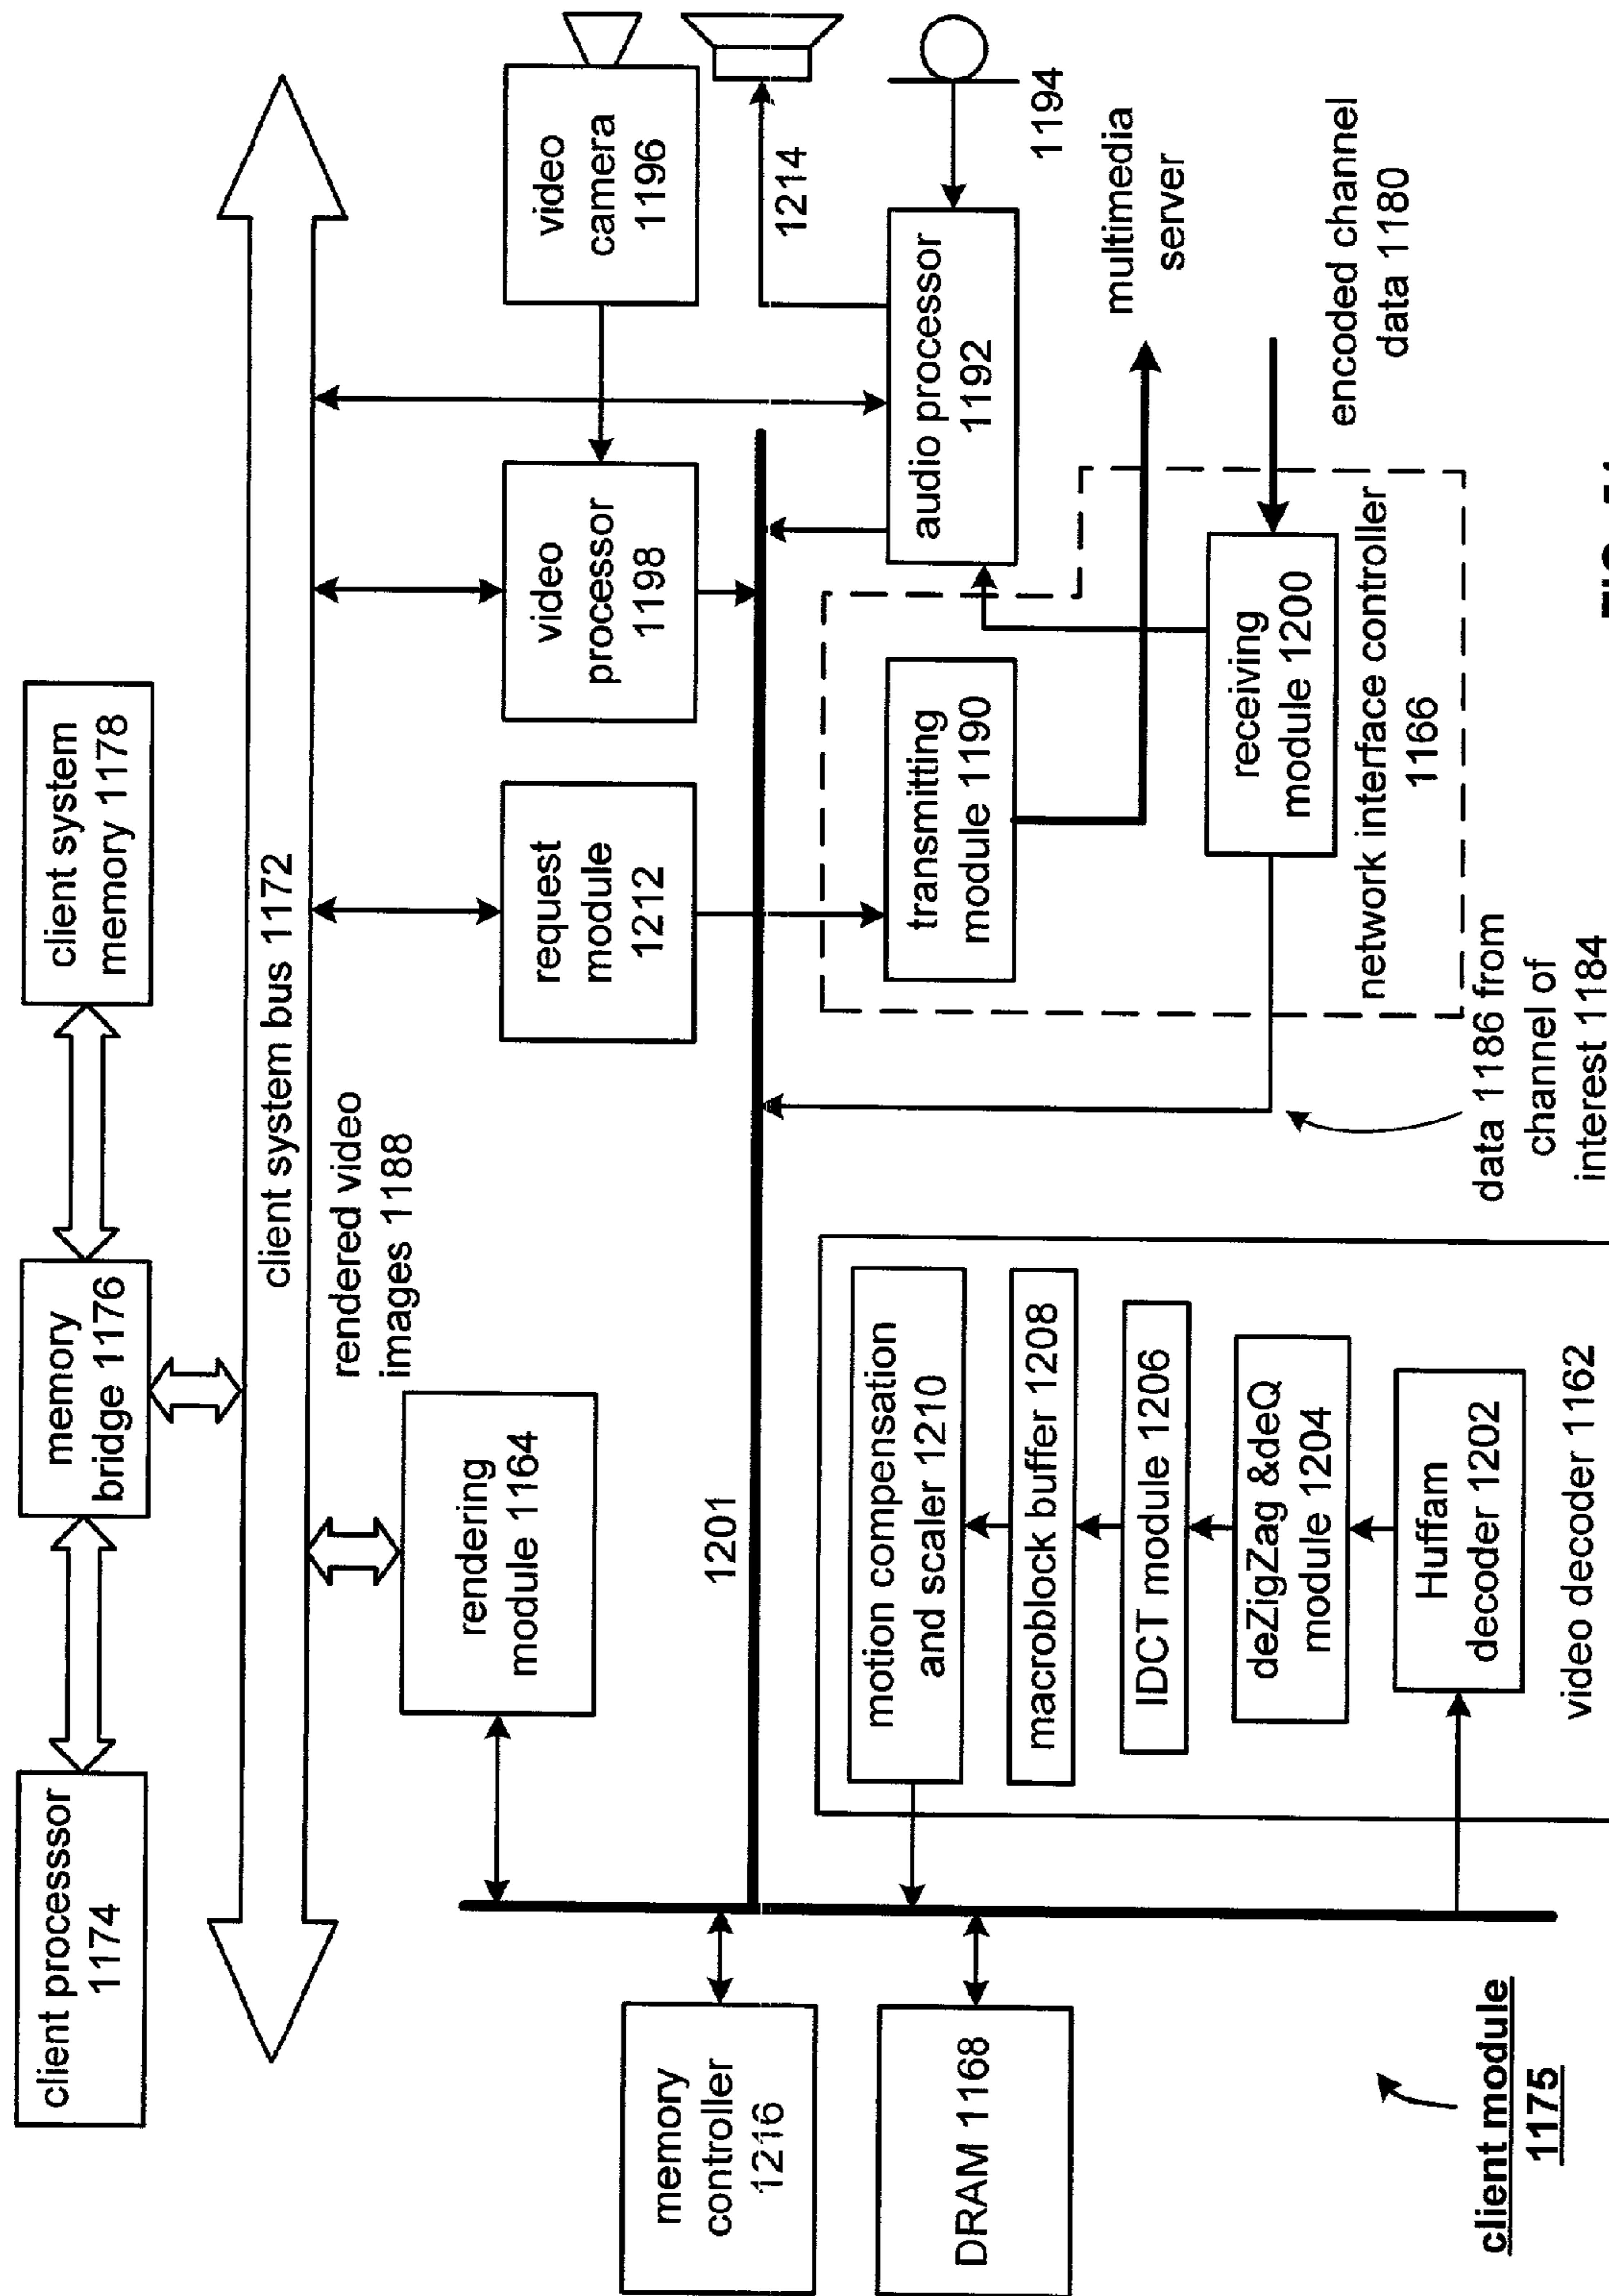 client processsor
1174
memory
bridge 1176
client system
memory 1178
client system bus 1172
rendered video
images 1188
rendering
module 1164
request
module
1212
video
processor
1198
video
camera
1196
1214
1201
memory
controller
1216
DRAM 1168
motion compensation
and scaler 1210
macroblock buffer 1208
IDCT module 1206
deZigZag &deQ
module 1204
Huffam
decoder 1202
video decoder 1162
transmitting
module 1190
audio processor
1192
1194
multimedia
server
receiving
module 1200
network interface controller
1166
encoded channel
data 1180
data 1186 from
channel of
interest 1184
client module
1175